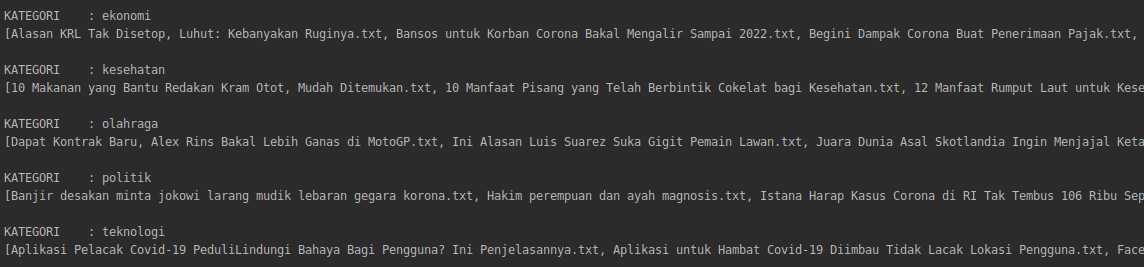 KATEGORI    : ekonomi
[Alasan KRL Tak Disetop, Luhut: Kebanyakan Ruginya.txt, Bansos untuk Korban Corona Bakal Mengalir Sampai 2022.txt, Begini Dampak Corona Buat Penerimaan Pajak.txt,
KATEGORI    : kesehatan
[10 Makanan yang Bantu Redakan Kram Otot, Mudah Ditemukan.txt, 10 Manfaat Pisang yang Telah Berbintik Cokelat bagi Kesehatan.txt, 12 Manfaat Rumput Laut untuk Kese
KATEGORI    : olahraga
[Dapat Kontrak Baru, Alex Rins Bakal Lebih Ganas di MotoGP.txt, Ini Alasan Luis Suarez Suka Gigit Pemain Lawan.txt, Juara Dunia Asal Skotlandia Ingin Menjajal Keta
KATEGORI    : politik
[Banjir desakan minta jokowi larang mudik lebaran gegara korona.txt, Hakim perempuan dan ayah magnosis.txt, Istana Harap Kasus Corona di RI Tak Tembus 106 Ribu Sep
KATEGORI    : teknologi
[Aplikasi Pelacak Covid-19 PeduliLindungi Bahaya Bagi Pengguna? Ini Penjelasannya.txt, Aplikasi untuk Hambat Covid-19 Diimbau Tidak Lacak Lokasi Pengguna.txt, Face